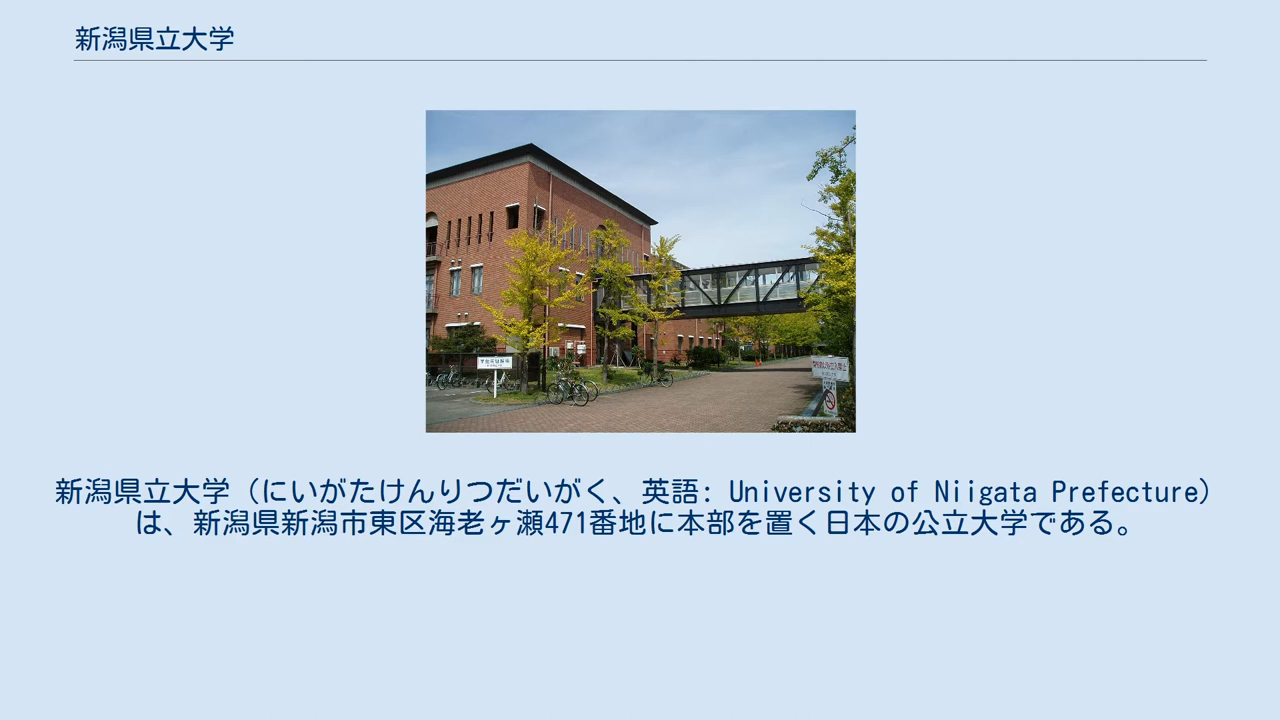 新潟県立大学
新潟県立大学（にいがたけんりつだいがく、英語: University of Niigata Prefecture）
は、新潟県新潟市東区海老ヶ瀬471番地に本部を置く日本の公立大学である。